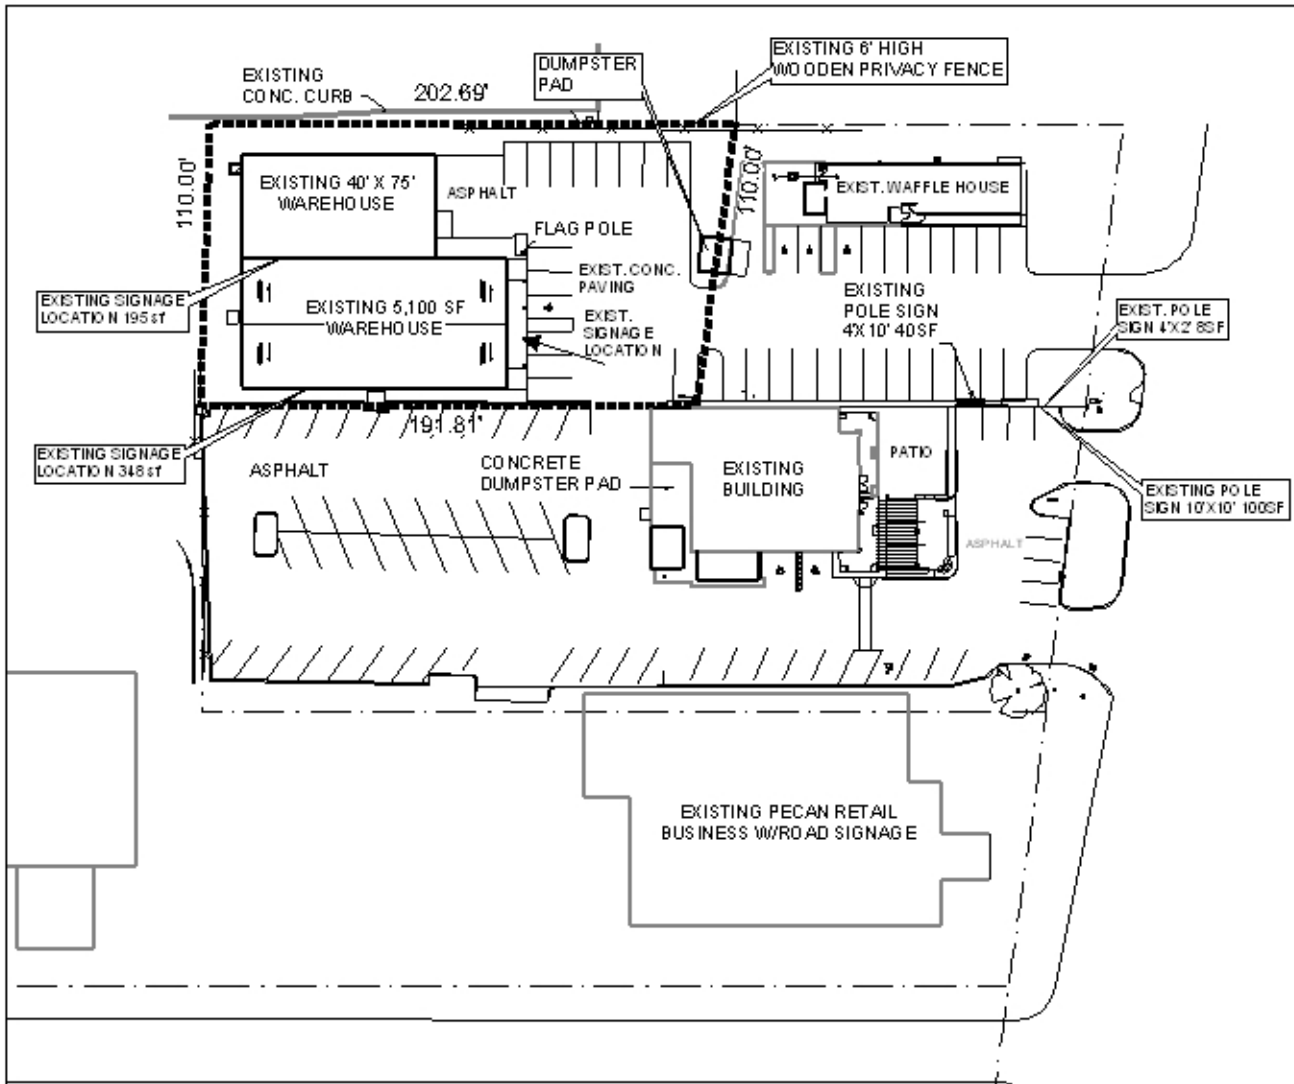 EXISTING 6' HIGH
WOODEN PRIVACY FENCE
DUMPSTER
PAD
EXISTING
CONC. CURB
202.69'
110.00'
110.00'
EXISTING 40' X 75'
WAREHOUSE
ASPHALT
EXIST. WAFFLE HOUSE
FLAG POLE
EXIST. CONC.
PAVING
EXISTING SIGNAGE
LOCATION 195 sf
EXISTING 5,100 SF
WAREHOUSE
EXIST.
SIGNAGE
LOCATION
EXISTING
POLE SIGN
4'X10' 40SF
EXIST. POLE
SIGN 4'X2' 8SF
191.81'
EXISTING SIGNAGE
LOCATION 348 sf
ASPHALT
CONCRETE
DUMPSTER PAD
EXISTING
BUILDING
PATIO
EXISTING POLE
SIGN 10'X10' 100SF
ASPHALT
EXISTING PECAN RETAIL
BUSINESS W/ROAD SIGNAGE